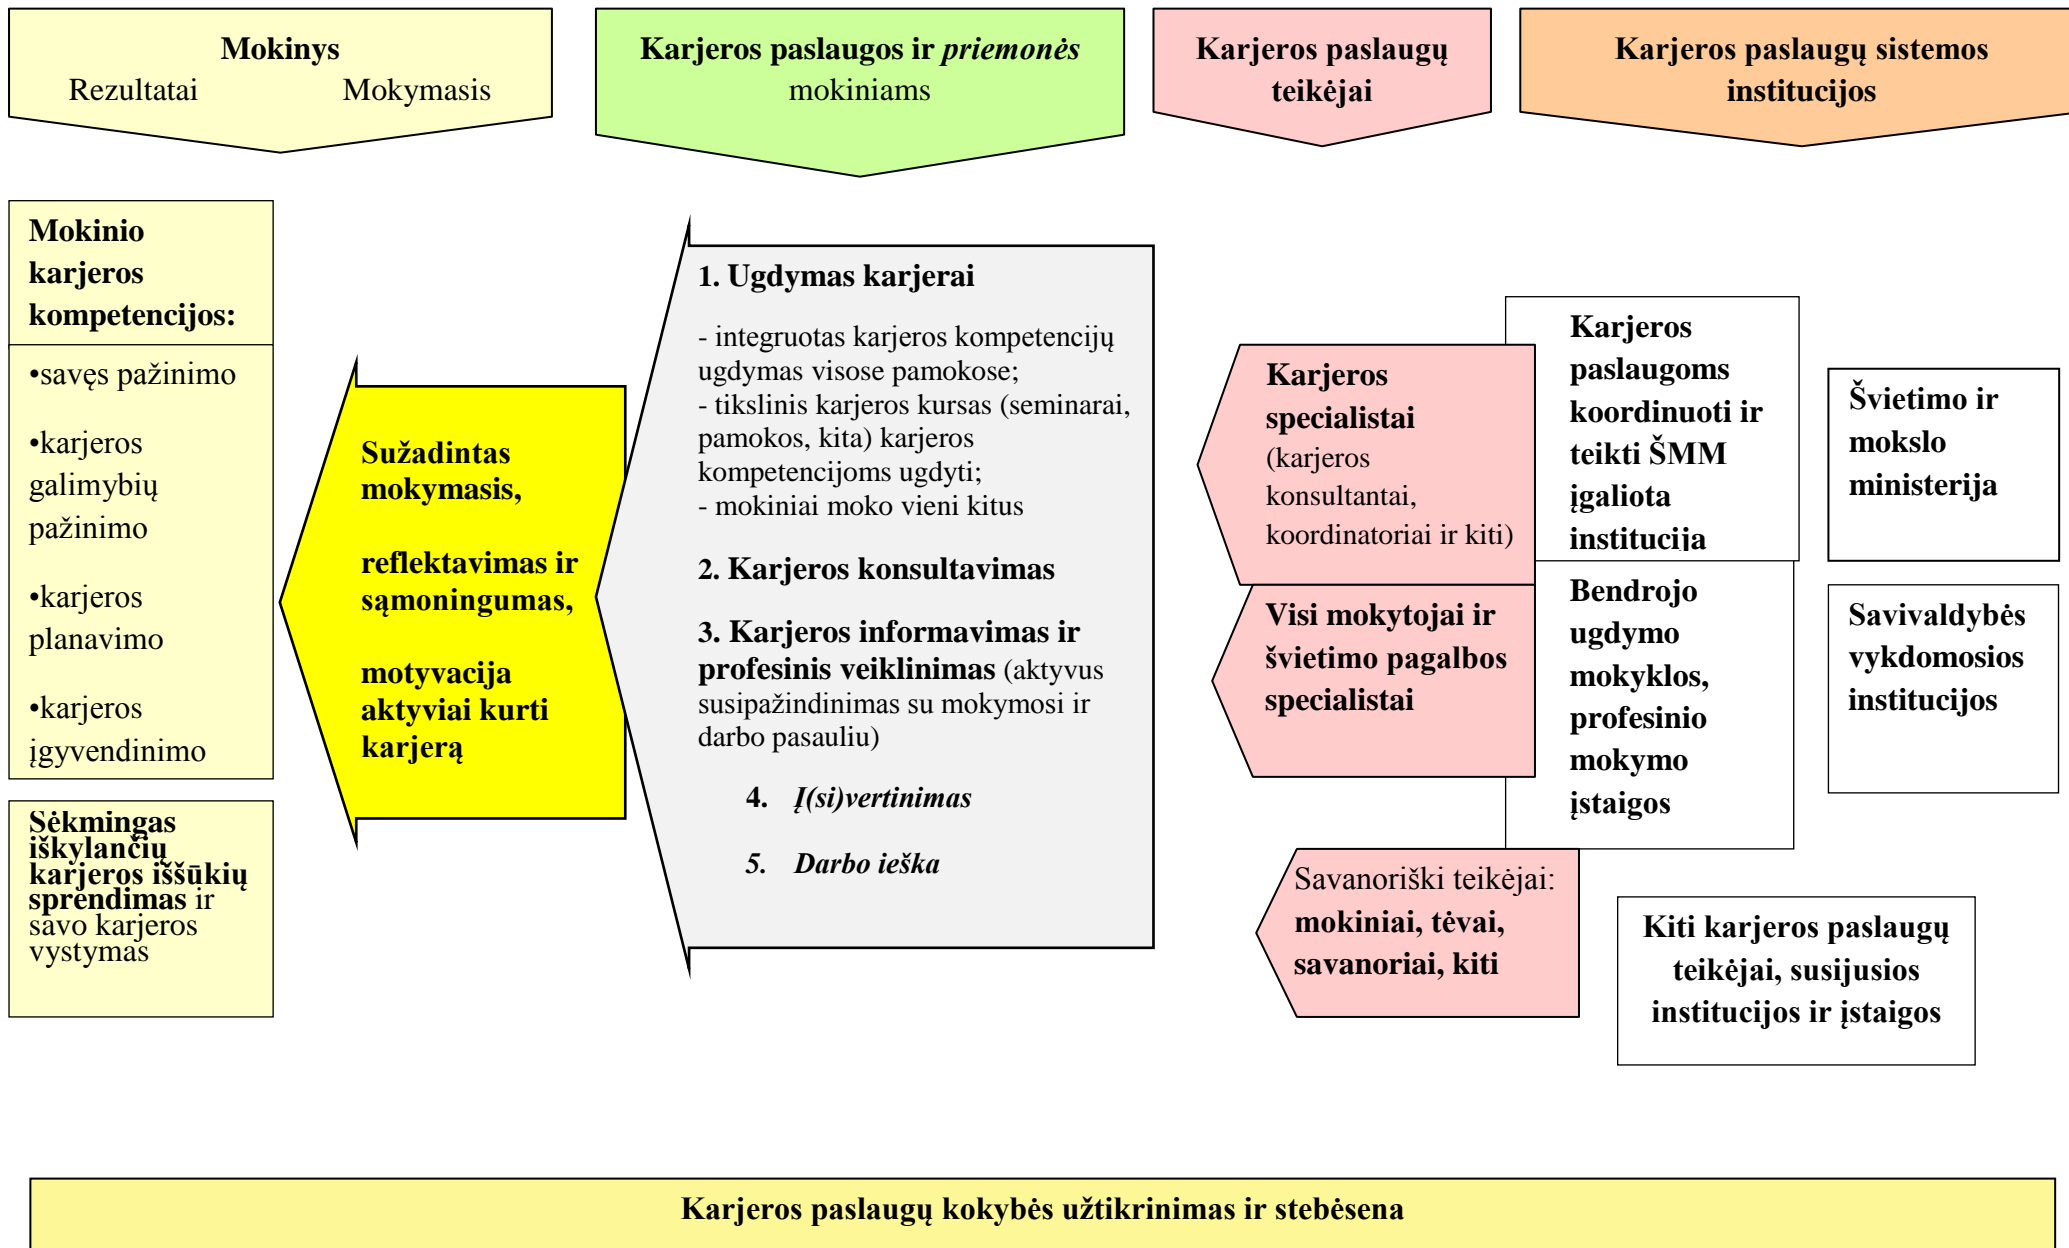 Mokinys
Rezultatai Mokymasis
Karjeros paslaugos ir priemonės
mokiniams
Karjeros paslaugų
teikėjai
Karjeros paslaugų sistemos
institucijos
Mokinio
karjeros
kompetencijos:
•savęs pažinimo
•karjeros
galimybių
pažinimo
•karjeros
planavimo
•karjeros
įgyvendinimo
Sėkmingas
iškylančių
karjeros iššūkių
sprendimas ir
savo karjeros
vystymas
Sužadintas
mokymasis,
reflektavimas ir
sąmoningumas,
motyvacija
aktyviai kurti
karjerą
1. Ugdymas karjerai
- integruotas karjeros kompetencijų
ugdymas visose pamokose;
- tikslinis karjeros kursas (seminarai,
pamokos, kita) karjeros
kompetencijoms ugdyti;
- mokiniai moko vieni kitus
2. Karjeros konsultavimas
3. Karjeros informavimas ir
profesinis veiklinimas (aktyvus
susipažindinimas su mokymosi ir
darbo pasauliu)
4. Į(si)vertinimas
5. Darbo ieška
Karjeros
specialistai
(karjeros
konsultantai,
koordinatoriai ir kiti)
Visi mokytojai ir
švietimo pagalbos
specialistai
Savanoriški teikėjai:
mokiniai, tėvai,
savanoriai, kiti
Karjeros
paslaugoms
koordinuoti ir
teikti ŠMM
įgaliota
institucija
Bendrojo
ugdymo
mokyklos,
profesinio
mokymo
įstaigos
Švietimo ir
mokslo
ministerija
Savivaldybės
vykdomosios
institucijos
Kiti karjeros paslaugų
teikėjai, susijusios
institucijos ir įstaigos
Karjeros paslaugų kokybės užtikrinimas ir stebėsena